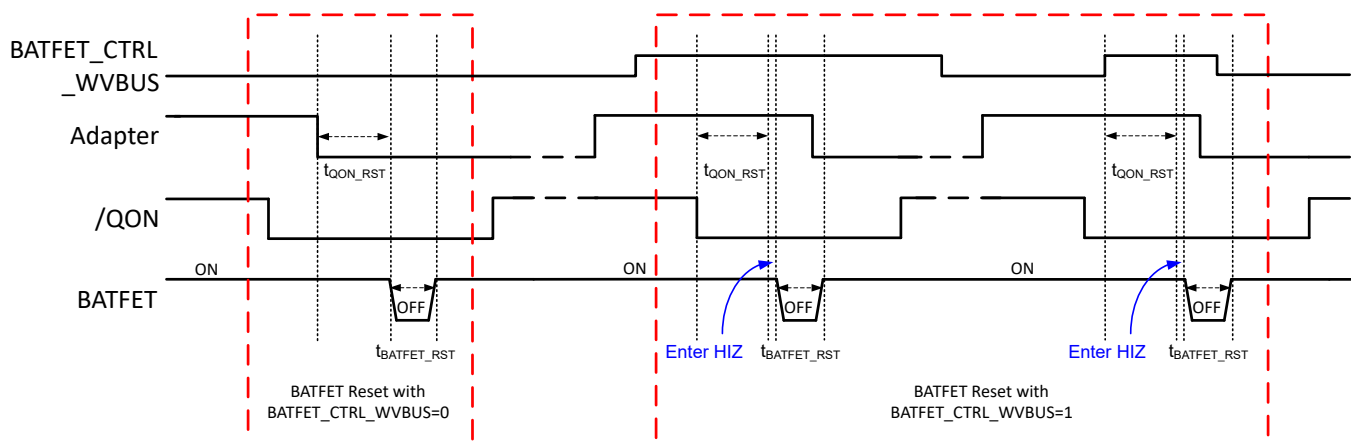 BATFET_CTRL
_WVBUS
Adapter
tQON_RST
tQON_RST
tQON_RST
/QON
ON
ON
ON
BATFET
OFF
OFF
OFF
Enter HIZ
Enter HIZ
tBATFET_RST
tBATFET_RST
tBATFET_RST
BATFET Reset with
BATFET_CTRL_WVBUS=0
BATFET Reset with
BATFET_CTRL_WVBUS=1